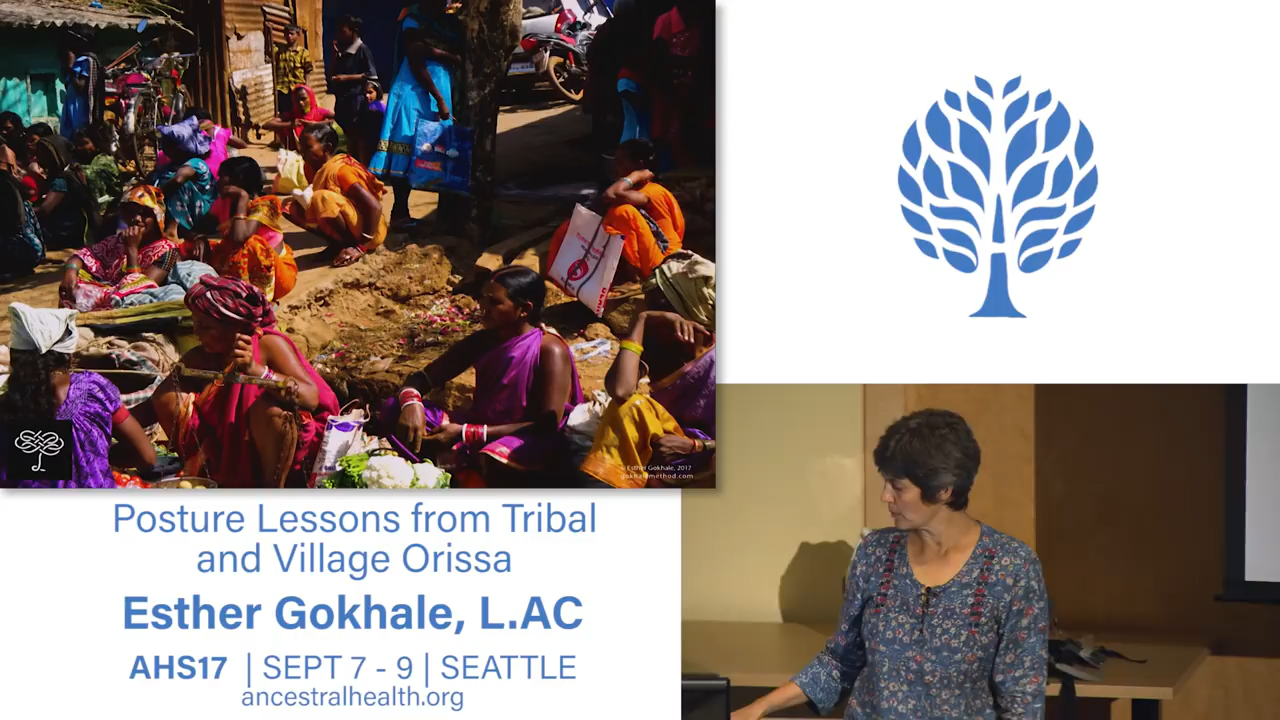 © Esther Gokhale, 2017
gokhalemethod.com
Posture Lessons from Tribal
and Village Orissa
Esther Gokhale, L.AC
AHS17 | SEPT 7 - 9 | SEATTLE
ancestralhealth.org